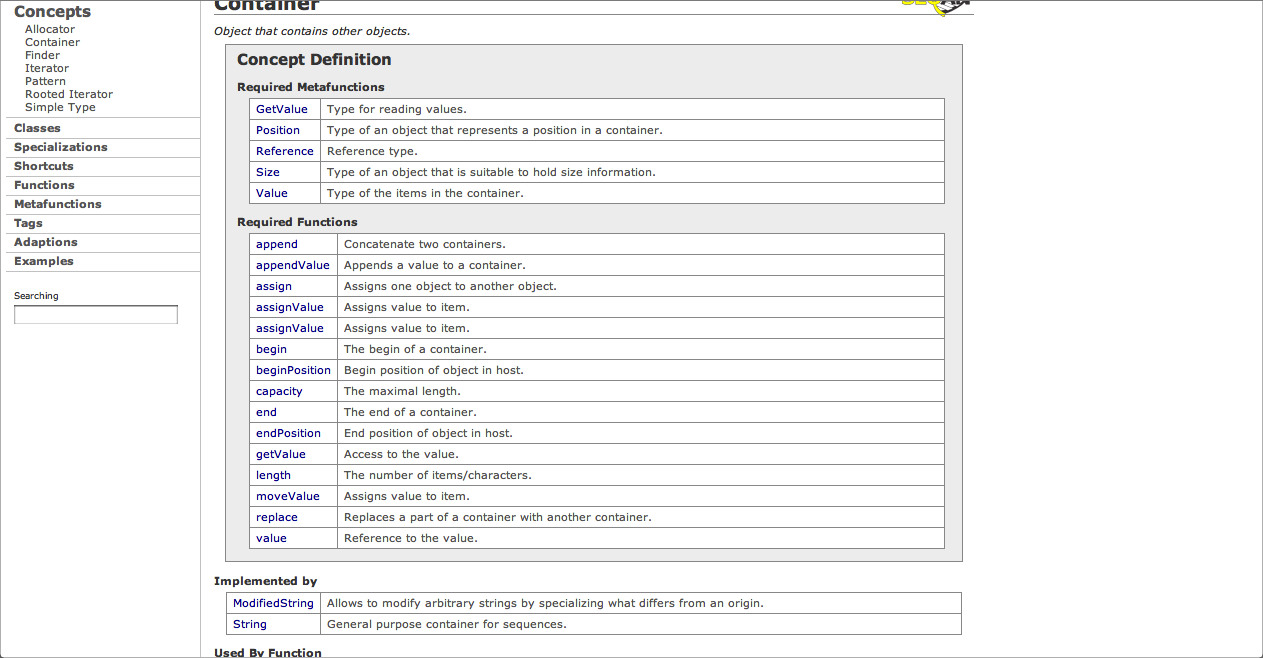 Concepts
Allocator
Container
Finder
Iterator
Pattern
Rooted Iterator
Simple Type
Classes
Specializations
Shortcuts
Functions
Metafunctions
Tags
Adaptions
Examples
Searching
Container
Object that contains other objects.
Concept Definition
Required Metafunctions
GetValue Type for reading values.
Position Type of an object that represents a position in a container.
Reference Reference type.
Size Type of an object that is suitable to hold size information.
Value Type of the items in the container.
Required Functions
append Concatenate two containers.
appendValue Appends a value to a container.
assign Assigns one object to another object.
assignValue Assigns value to item.
assignValue Assigns value to item.
begin The begin of a container.
beginPosition Begin position of object in host.
capacity The maximal length.
end The end of a container.
endPosition End position of object in host.
getValue Access to the value.
length The number of items/characters.
moveValue Assigns value to item.
replace Replaces a part of a container with another container.
value Reference to the value.
Implemented by
ModifiedString Allows to modify arbitrary strings by specializing what differs from an origin.
String General purpose container for sequences.
Used By Function